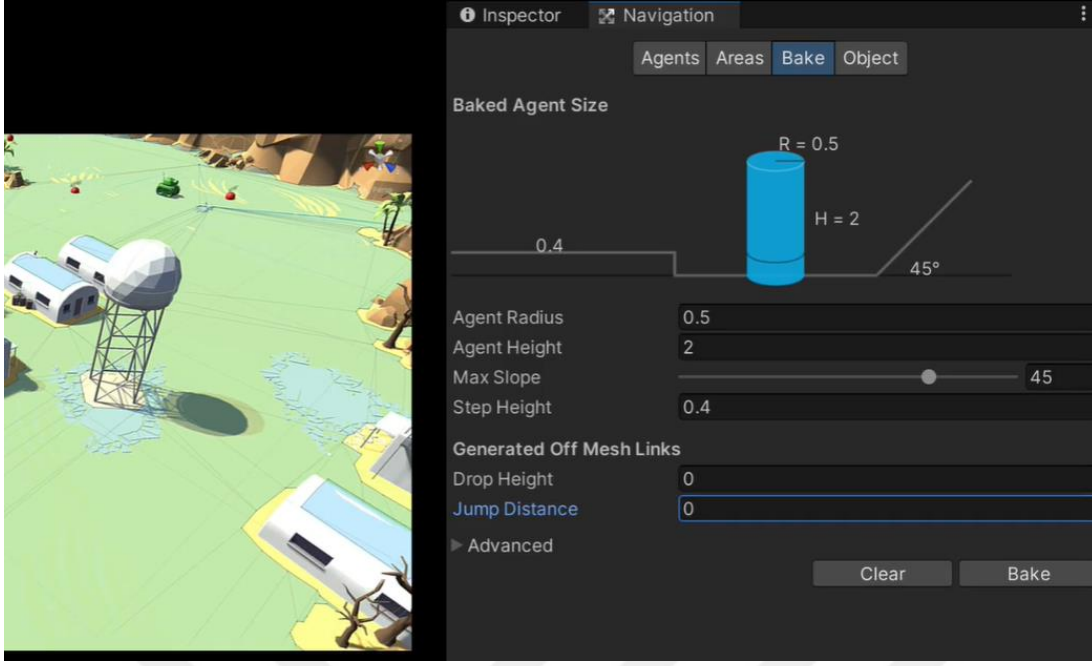 Inspector Navigation
Agents Areas Bake Object
Baked Agent Size
R = 0.5
H = 2
0.4
45°
Agent Radius 0.5
Agent Height 2
Max Slope 45
Step Height 0.4
Generated Off Mesh Links
Drop Height 0
Jump Distance 0
Advanced
Clear Bake